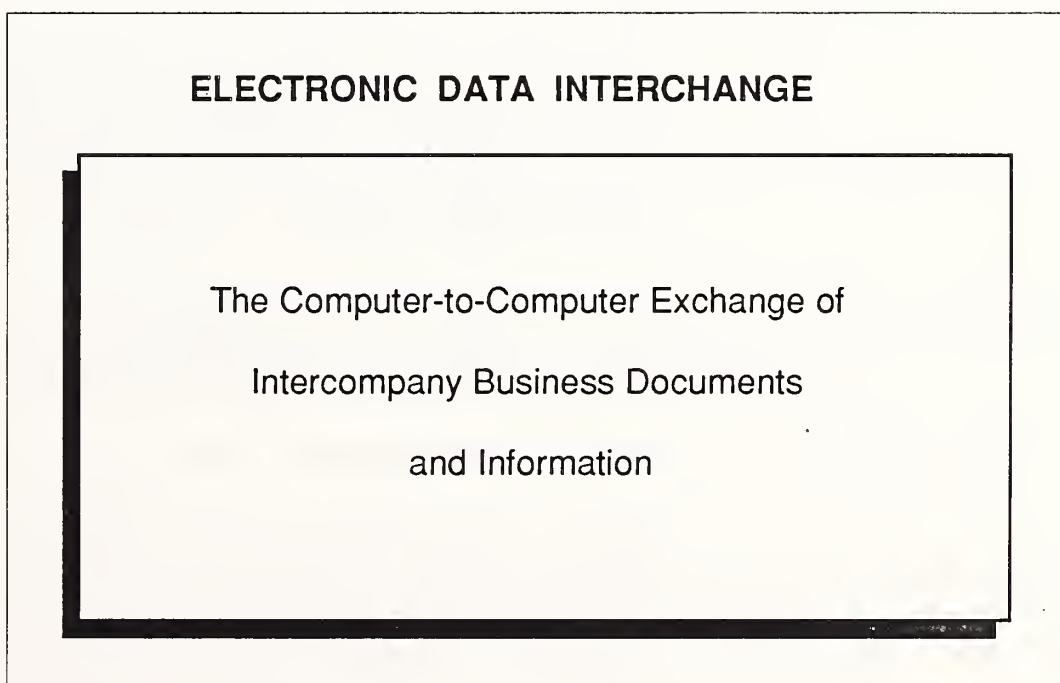 ELECTRONIC DATA INTERCHANGE
The Computer-to-Computer Exchange of
Intercompany Business Documents
and Information